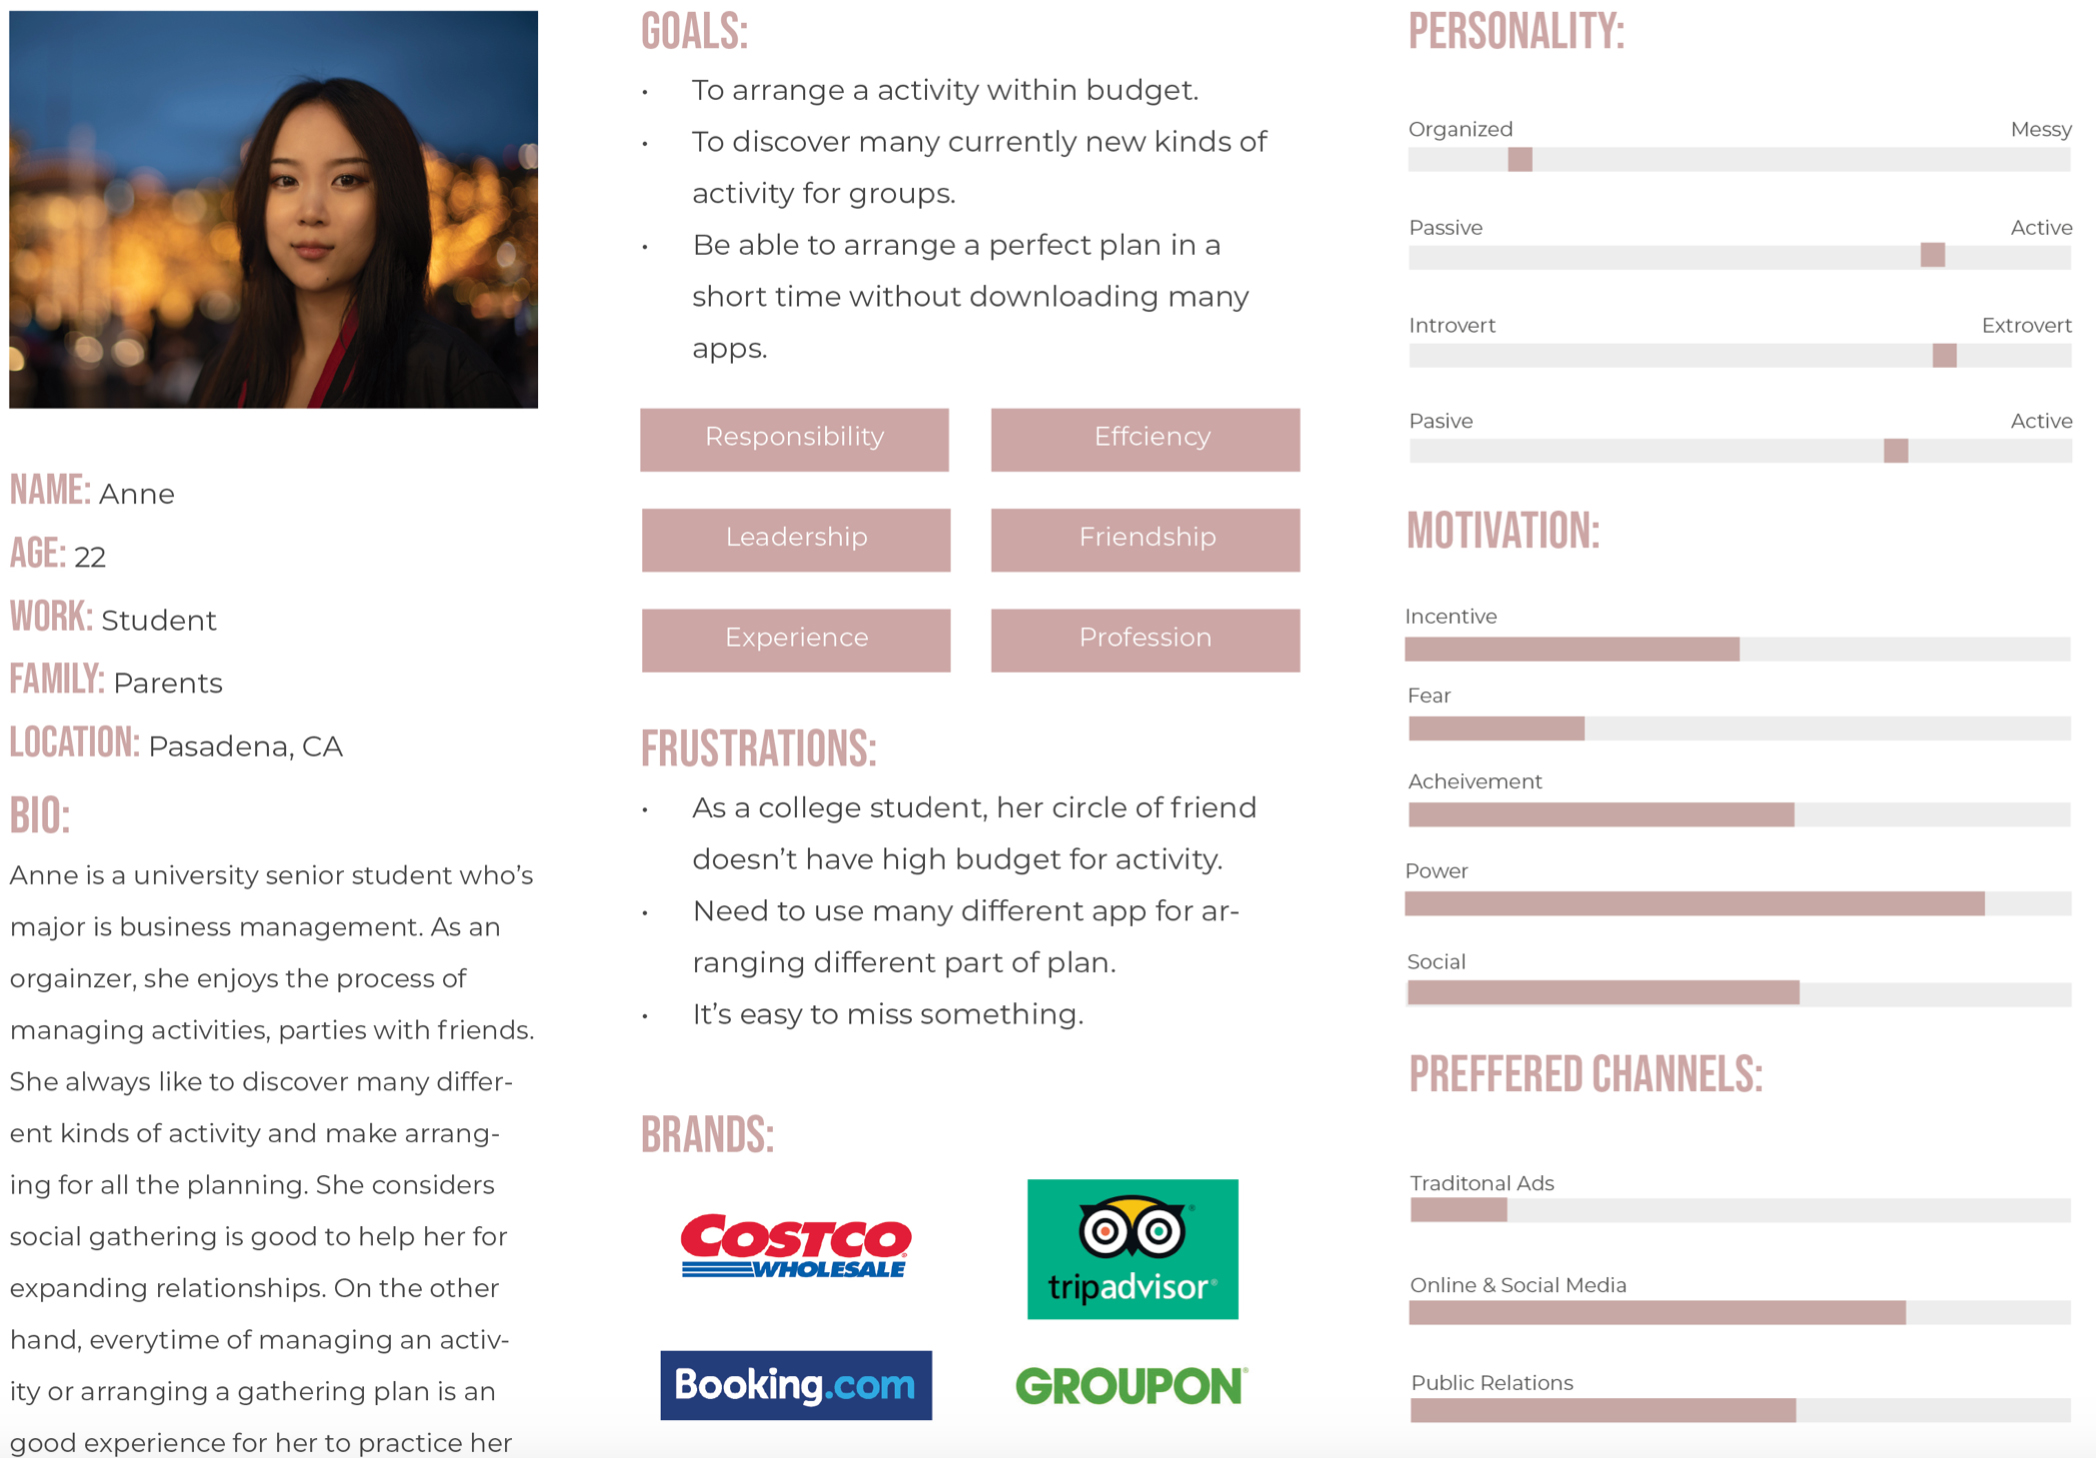 NAME: Anne
AGE: 22
WORK: Student
FAMILY: Parents
LOCATION: Pasadena, CA
BIO:
Anne is a university senior student who's
major is business management. As an
orgainzer, she enjoys the process of
managing activities, parties with friends.
She always like to discover many differ-
ent kinds of activity and make arrang-
ing for all the planning. She considers
social gathering is good to help her for
expanding relationships. On the other
hand, everytime of managing an activ-
ity or arranging a gathering plan is an
good experience for her to practice her
GOALS:
• To arrange a activity within budget.
• To discover many currently new kinds of
activity for groups.
• Be able to arrange a perfect plan in a
short time without downloading many
apps.
Responsibility Effciency
Leadership Friendship
Experience Profession
FRUSTRATIONS:
• As a college student, her circle of friend
doesn't have high budget for activity.
• Need to use many different app for ar-
ranging different part of plan.
• It's easy to miss something.
BRANDS:
COSTCO
WHOLESALE
tripadvisor®
Booking.com
GROUPON
PERSONALITY:
Organized Messy
Passive Active
Introvert Extrovert
Pasive Active
MOTIVATION:
Incentive
Fear
Acheivement
Power
Social
PREFFERED CHANNELS:
Traditonal Ads
Online & Social Media
Public Relations